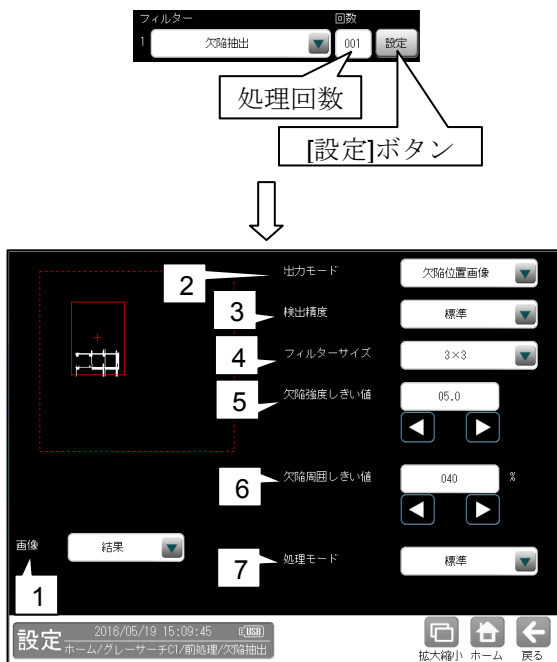 フィルター 回数
1 欠陥抽出 001 設定
処理回数
[設定]ボタン
2 出力モード 欠陥位置画像
3 検出精度 標準
4 フィルターサイズ 3×3
5 欠陥強度しきい値 05.0
6 欠陥周囲しきい値 040 %
画像 結果
1
7 処理モード 標準
設定 2016/05/19 15:09:45 USB
ホーム/グレーサーチC1/前処理/欠陥抽出
拡大縮小 ホーム 戻る